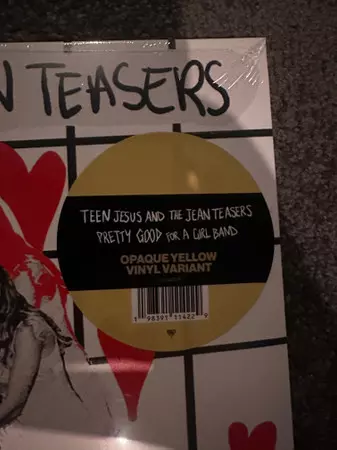 N TEASERS
TEEN JESUS AND THE JEAN TEASERS
PRETTY GOOD FOR A GIRL BAND
OPAQUE YELLOW
VINYL VARIANT